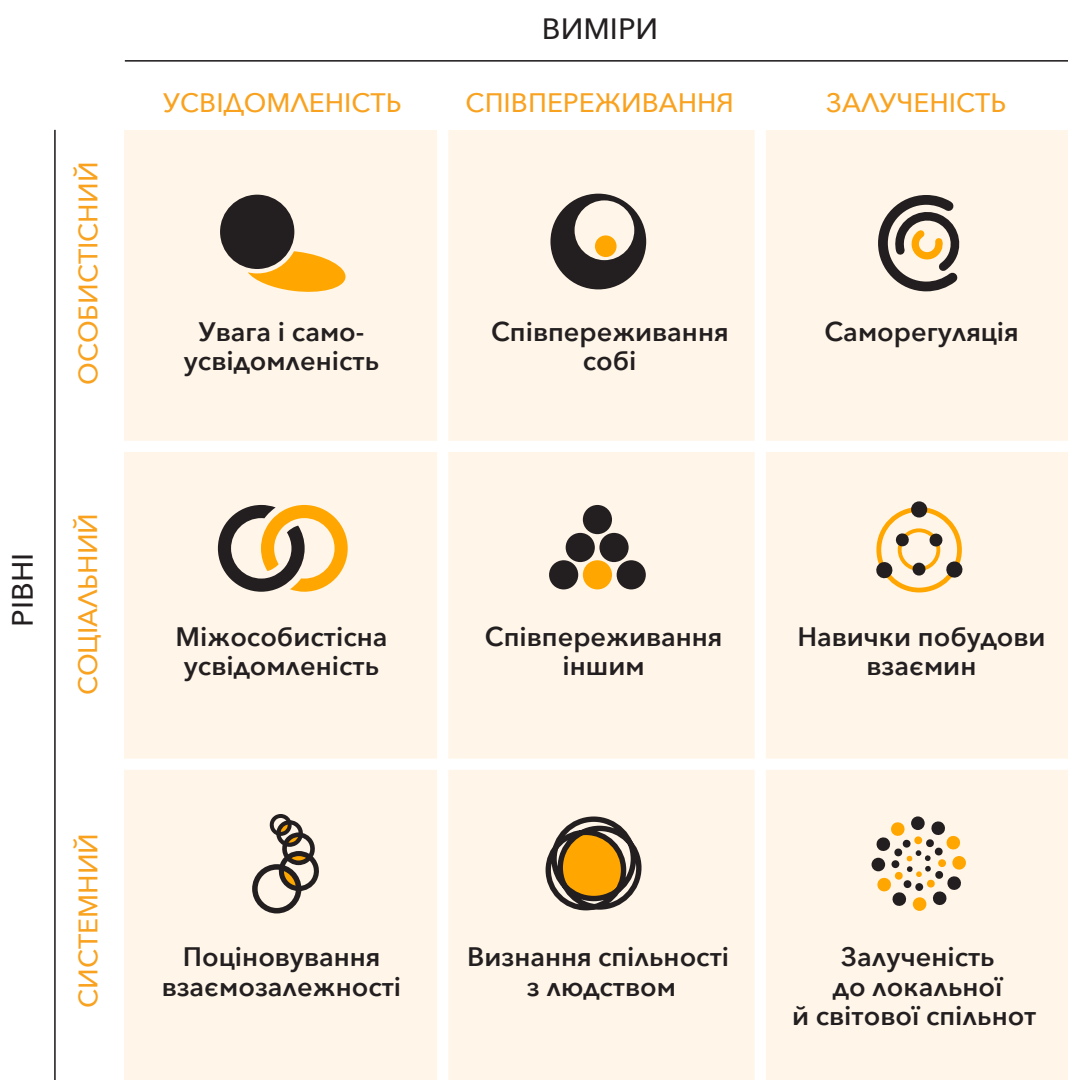 ВИМІРИ
УСВІДОМЛЕНІСТЬ
СПІВПЕРЕЖИВАННЯ
ЗАЛУЧЕНІСТЬ
РІВНІ
ОСОБИСТІСНИЙ
Увага і само-
усвідомленість
Співпереживання
собі
Саморегуляція
СОЦІАЛЬНИЙ
Міжособистісна
усвідомленість
Співпереживання
іншим
Навички побудови
взаємин
СИСТЕМНИЙ
Поціновування
взаємозалежності
Визнання спільності
з людством
Залученість
до локальної
й світової спільнот